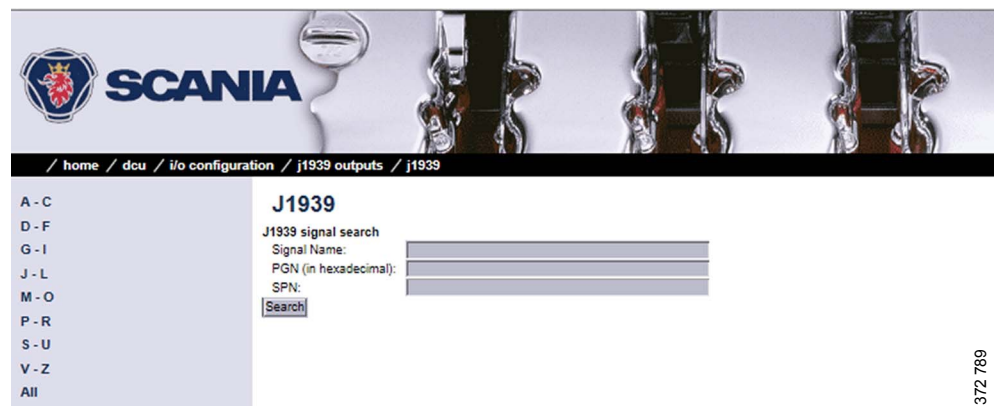 SCANIA
/ home / dcu / i/o configuration / j1939 outputs / j1939
A - C
D - F
G - I
J - L
M - O
P - R
S - U
V - Z
All
J1939
J1939 signal search
Signal Name:
PGN (in hexadecimal):
SPN:
Search
372 789